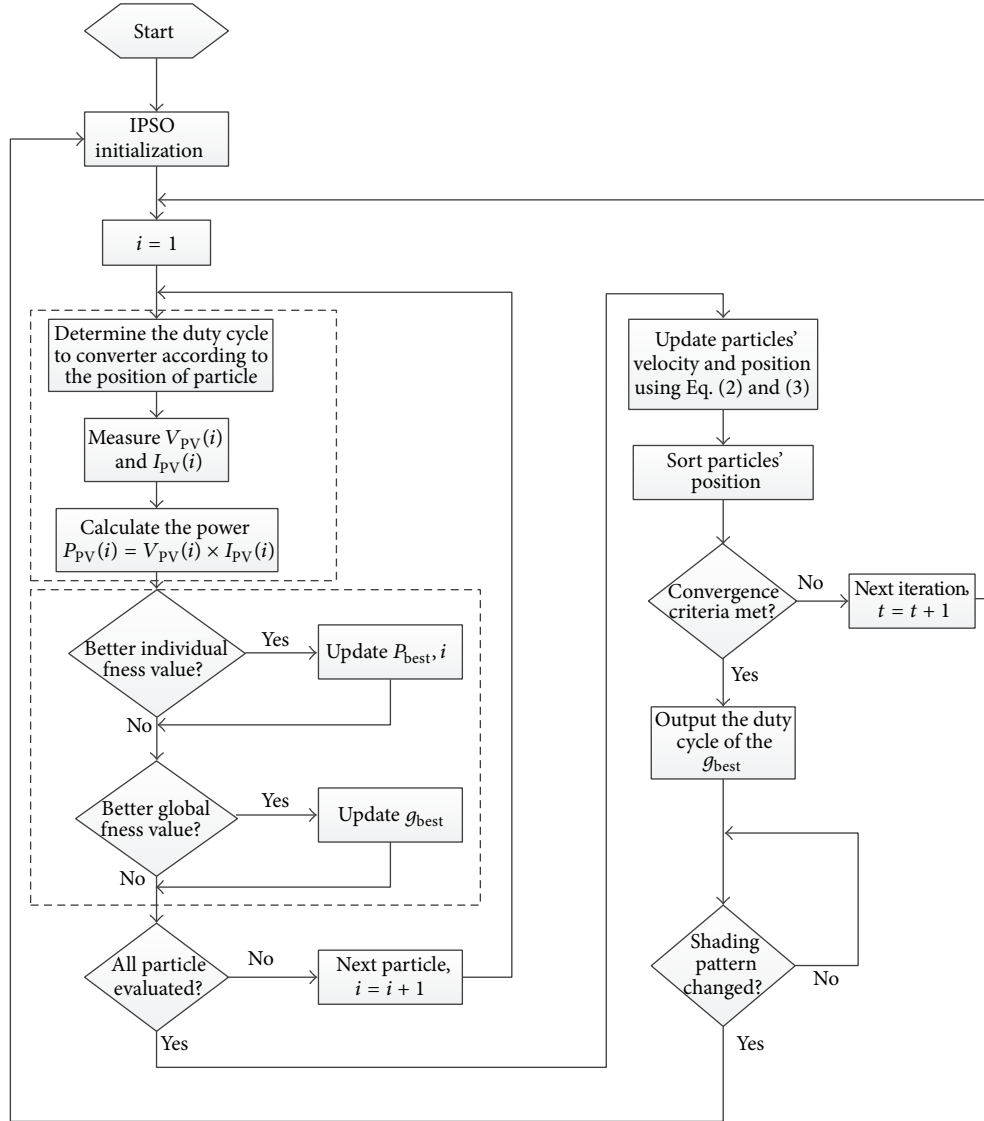 Start
IPSO
initialization
i = 1
Determine the duty cycle
to converter according to
the position of particle
Measure V_PV(i)
and I_PV(i)
Calculate the power
P_PV(i) = V_PV(i) × I_PV(i)
Better individual
fness value?
Yes
Update P_best, i
No
Better global
fness value?
Yes
Update g_best
No
All particle
evaluated?
No
Next particle,
i = i + 1
Yes
Update particles'
velocity and position
using Eq. (2) and (3)
Sort particles'
position
Convergence
criteria met?
No
Next iteration,
t = t + 1
Yes
Output the duty
cycle of the
g_best
Shading
pattern
changed?
No
Yes